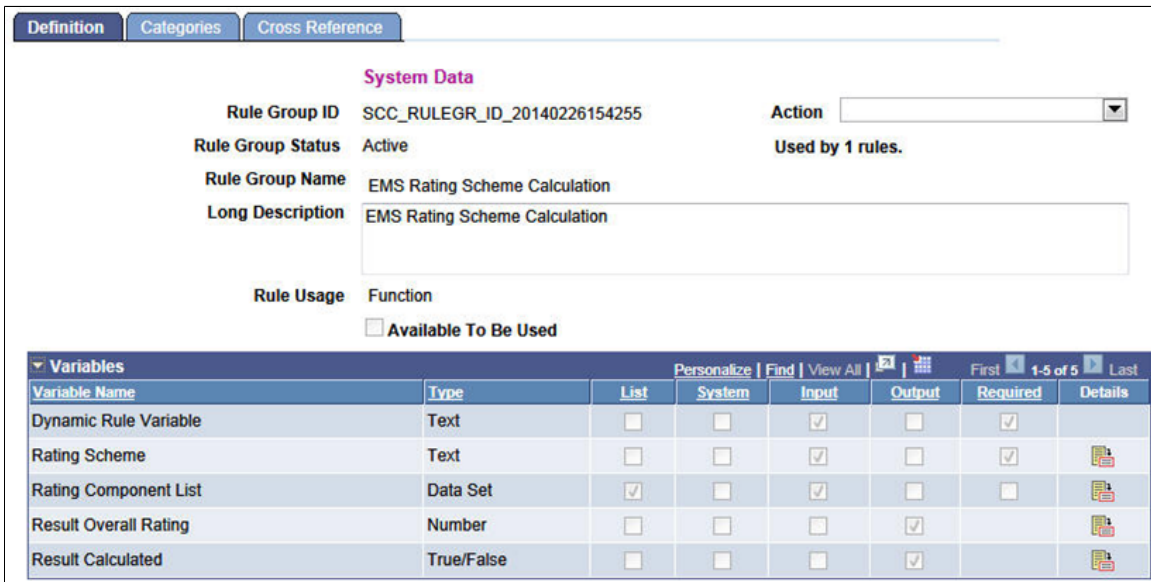 Definition Categories Cross Reference
System Data
Rule Group ID SCC_RULEGR_ID_20140226154255 Action
Rule Group Status Active Used by 1 rules.
Rule Group Name EMS Rating Scheme Calculation
Long Description EMS Rating Scheme Calculation
Rule Usage Function
Available To Be Used
Variables Personalize | Find | View All | | First 1-5 of 5 Last
Variable Name Type List System Input Output Required Details
Dynamic Rule Variable Text
Rating Scheme Text
Rating Component List Data Set
Result Overall Rating Number
Result Calculated True/False